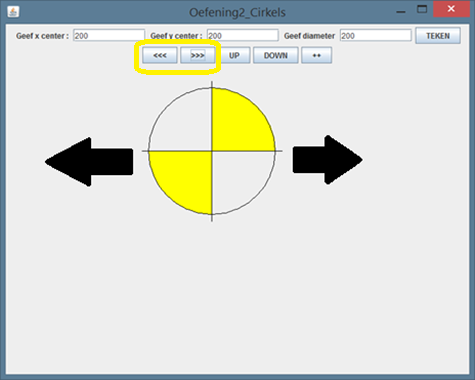 Oefening2_Cirkels
Geef x center : 200 Geef y center : 200 Geef diameter 200 TEKEN
<<< >>> UP DOWN ++